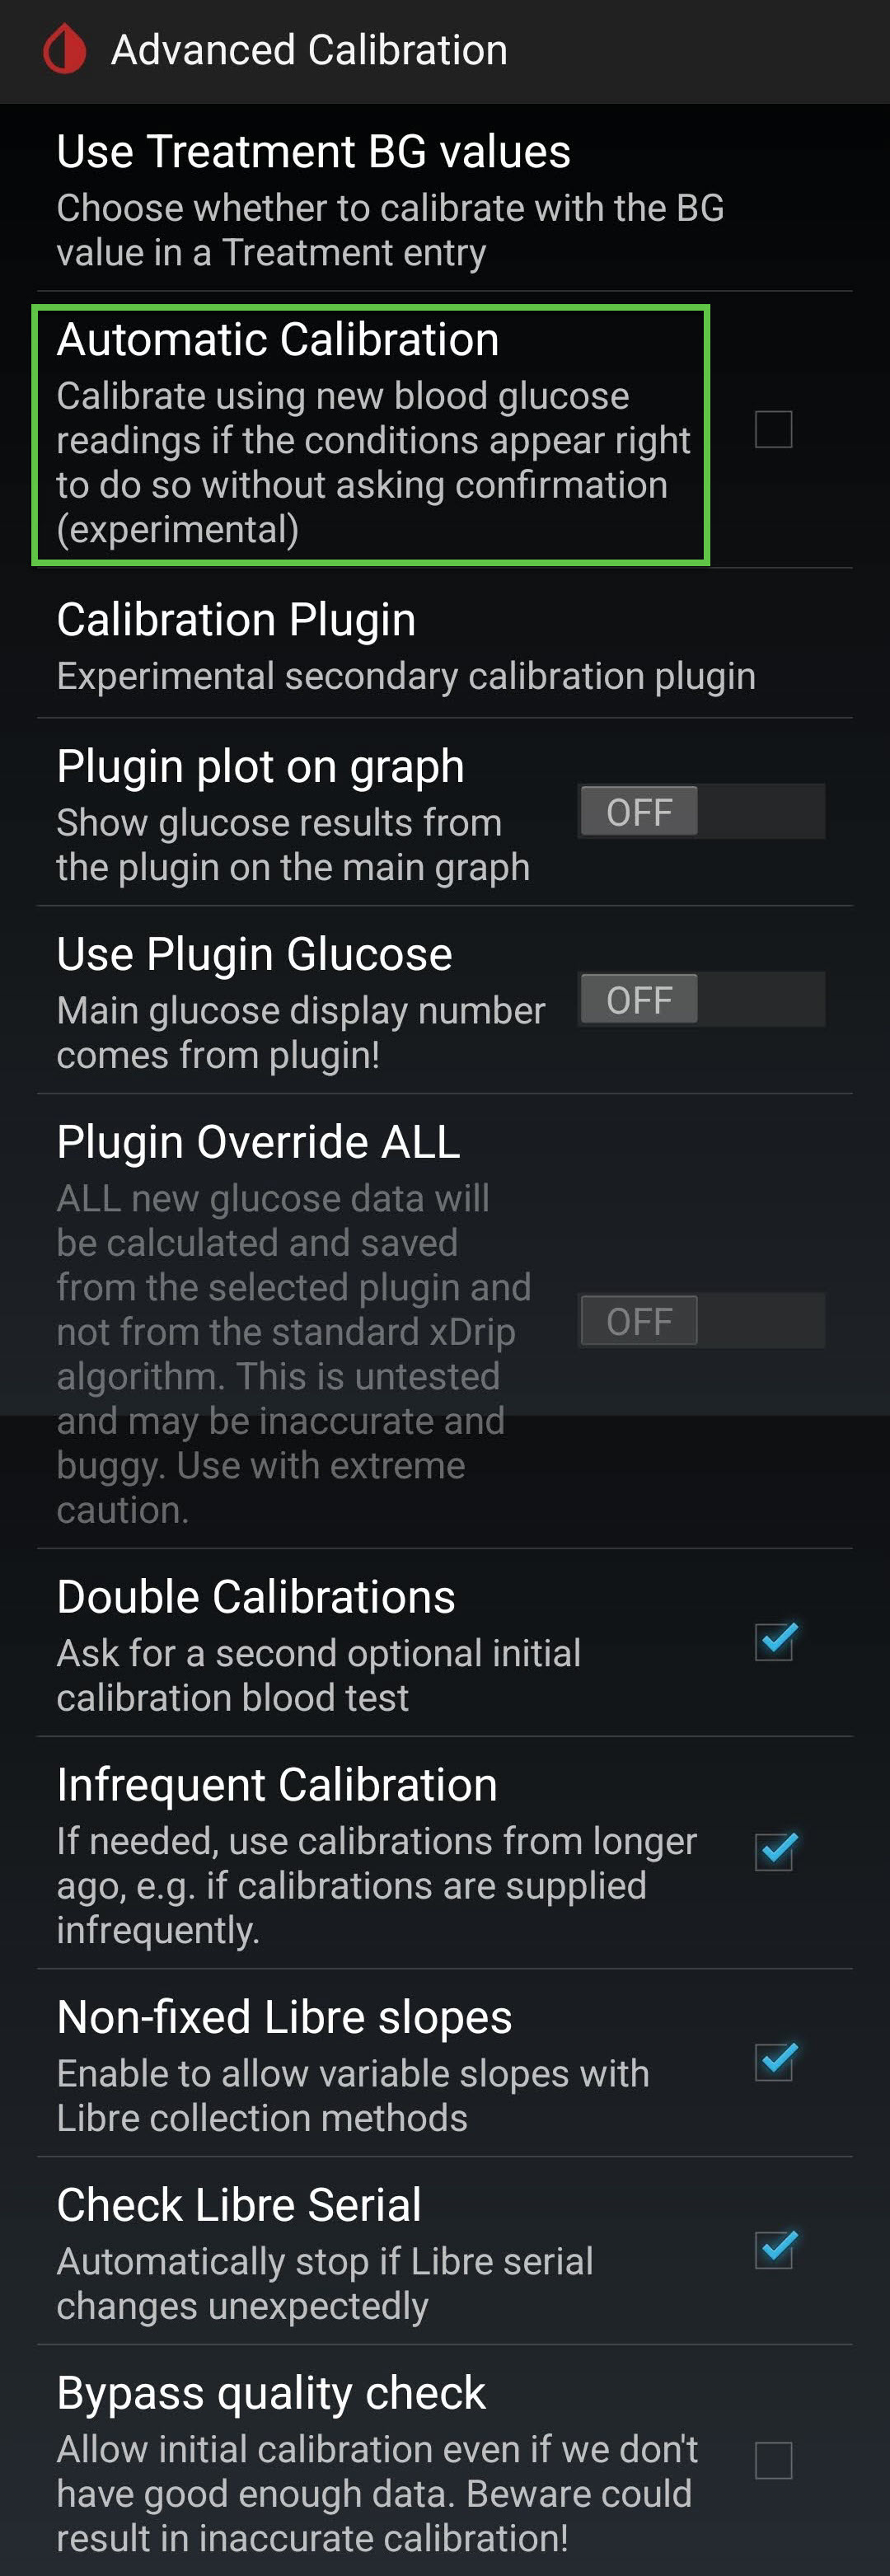 Advanced Calibration
Use Treatment BG values
Choose whether to calibrate with the BG
value in a Treatment entry
Automatic Calibration
Calibrate using new blood glucose
readings if the conditions appear right
to do so without asking confirmation
(experimental)
Calibration Plugin
Experimental secondary calibration plugin
Plugin plot on graph
Show glucose results from
the plugin on the main graph
OFF
Use Plugin Glucose
Main glucose display number
comes from plugin!
OFF
Plugin Override ALL
ALL new glucose data will
be calculated and saved
from the selected plugin and
not from the standard xDrip
algorithm. This is untested
and may be inaccurate and
buggy. Use with extreme
caution.
OFF
Double Calibrations
Ask for a second optional initial
calibration blood test
Infrequent Calibration
If needed, use calibrations from longer
ago, e.g. if calibrations are supplied
infrequently.
Non-fixed Libre slopes
Enable to allow variable slopes with
Libre collection methods
Check Libre Serial
Automatically stop if Libre serial
changes unexpectedly
Bypass quality check
Allow initial calibration even if we don't
have good enough data. Beware could
result in inaccurate calibration!